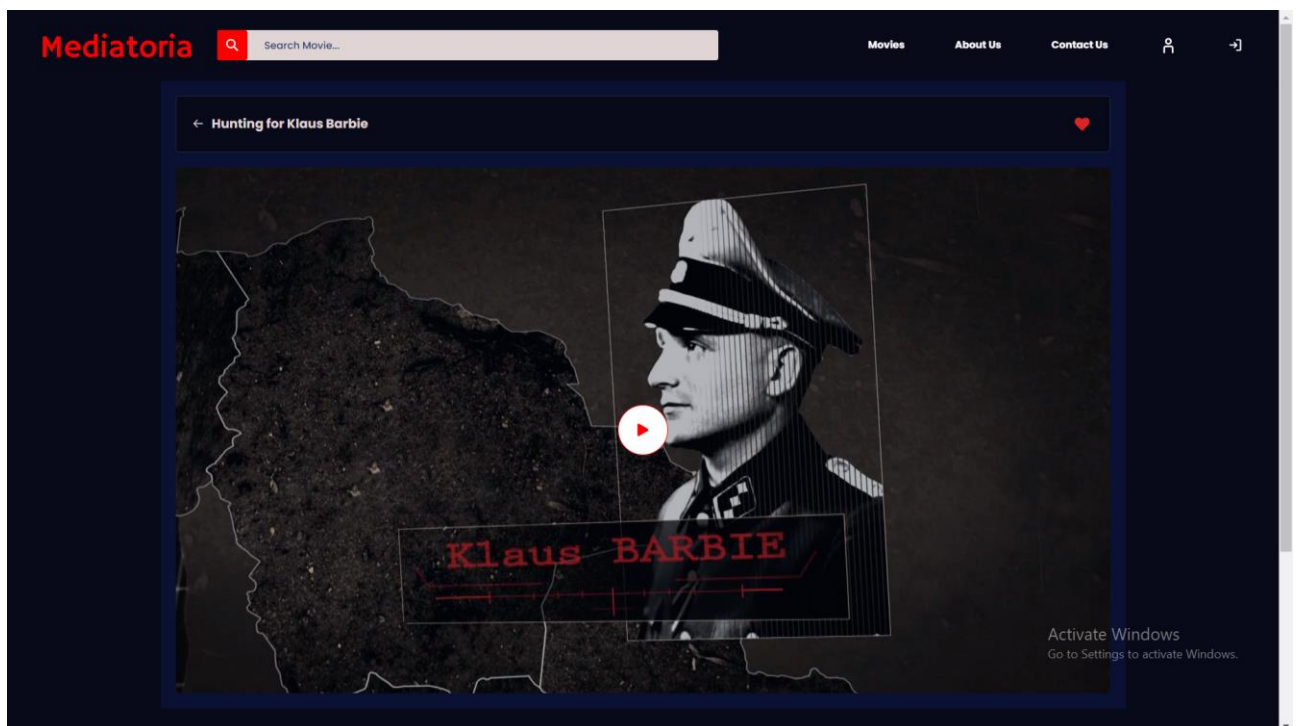 Mediatoria
Search Movie...
Movies
About Us
Contact Us
Hunting for Klaus Barbie
Klaus BARBIE
Activate Windows
Go to Settings to activate Windows.